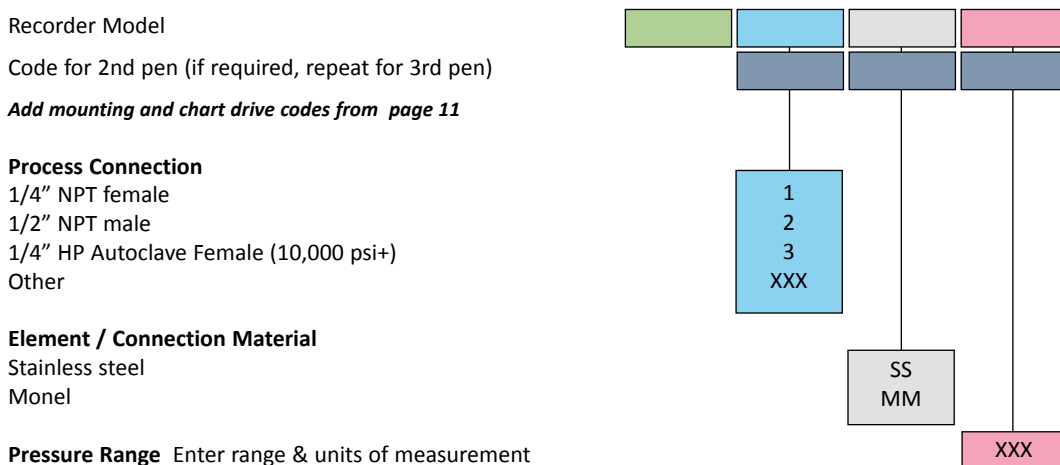 Recorder Model
Code for 2nd pen (if required, repeat for 3rd pen)
Add mounting and chart drive codes from page 11
Process Connection
1/4” NPT female 1
1/2” NPT male 2
1/4” HP Autoclave Female (10,000 psi+) 3
Other XXX
Element / Connection Material
Stainless steel SS
Monel MM
Pressure Range Enter range & units of measurement XXX